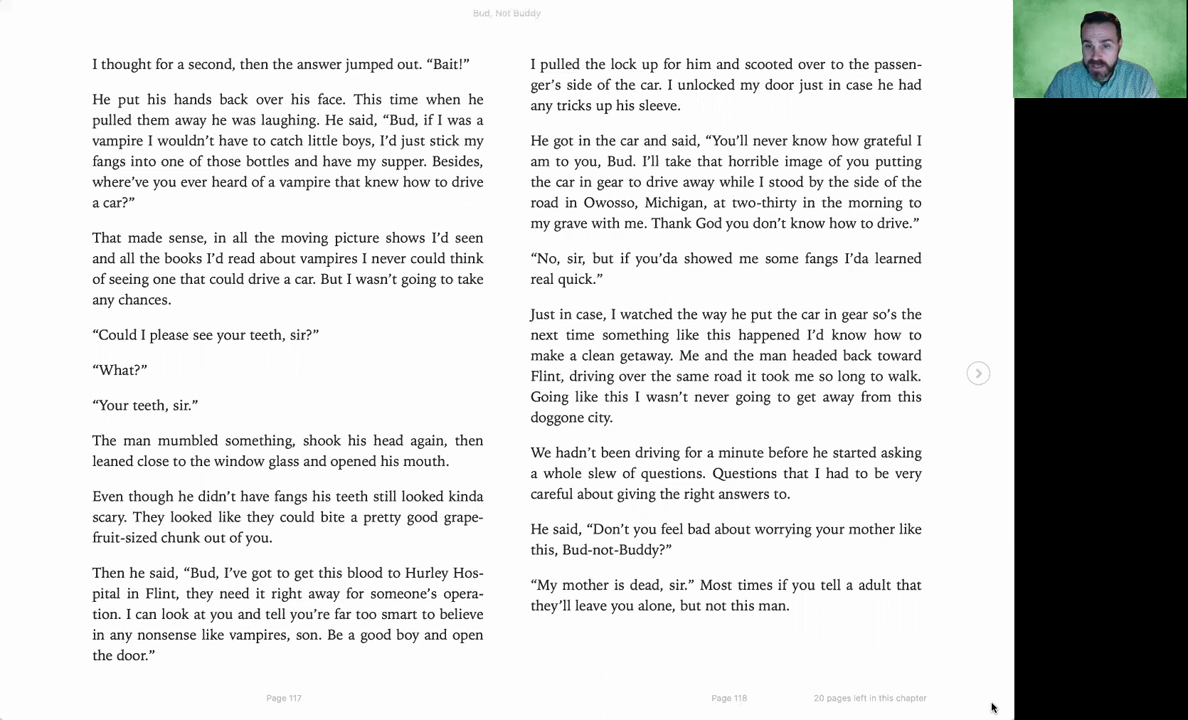 Bud, Not Buddy
I thought for a second, then the answer jumped out. “Bait!”
He put his hands back over his face. This time when he
pulled them away he was laughing. He said, “Bud, if I was a
vampire I wouldn’t have to catch little boys, I’d just stick my
fangs into one of those bottles and have my supper. Besides,
where’ve you ever heard of a vampire that knew how to drive
a car?”
That made sense, in all the moving picture shows I’d seen
and all the books I’d read about vampires I never could think
of seeing one that could drive a car. But I wasn’t going to take
any chances.
“Could I please see your teeth, sir?”
“What?”
“Your teeth, sir.”
The man mumbled something, shook his head again, then
leaned close to the window glass and opened his mouth.
Even though he didn’t have fangs his teeth still looked kinda
scary. They looked like they could bite a pretty good grape-
fruit-sized chunk out of you.
Then he said, “Bud, I’ve got to get this blood to Hurley Hos-
pital in Flint, they need it right away for someone’s opera-
tion. I can look at you and tell you’re far too smart to believe
in any nonsense like vampires, son. Be a good boy and open
the door.”
Page 117
I pulled the lock up for him and scooted over to the passen-
ger’s side of the car. I unlocked my door just in case he had
any tricks up his sleeve.
He got in the car and said, “You’ll never know how grateful I
am to you, Bud. I’ll take that horrible image of you putting
the car in gear to drive away while I stood by the side of the
road in Owosso, Michigan, at two-thirty in the morning to
my grave with me. Thank God you don’t know how to drive.”
“No, sir, but if you’da showed me some fangs I’da learned
real quick.”
Just in case, I watched the way he put the car in gear so’s the
next time something like this happened I’d know how to
make a clean getaway. Me and the man headed back toward
Flint, driving over the same road it took me so long to walk.
Going like this I wasn’t never going to get away from this
doggone city.
We hadn’t been driving for a minute before he started asking
a whole slew of questions. Questions that I had to be very
careful about giving the right answers to.
He said, “Don’t you feel bad about worrying your mother like
this, Bud-not-Buddy?”
“My mother is dead, sir.” Most times if you tell a adult that
they’ll leave you alone, but not this man.
Page 118
20 pages left in this chapter